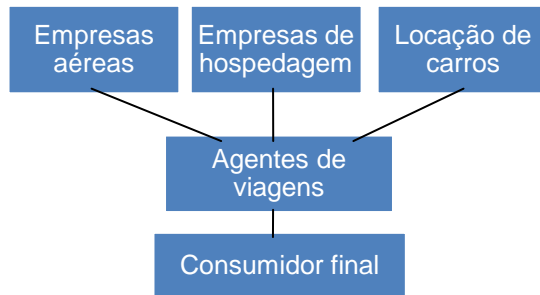 Empresas
aéreas
Empresas de
hospedagem
Locação de
carros
Agentes de
viagens
Consumidor final